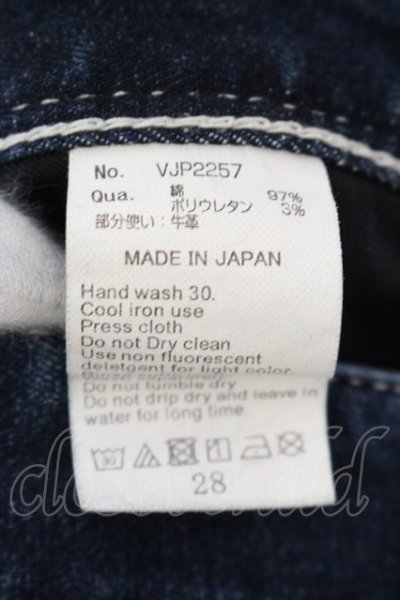 No. VJP2257
Qua. 綿 97%
ポリウレタン 3%
部分使い:牛革
MADE IN JAPAN
Hand wash 30.
Cool iron use
Press cloth
Do not Dry clean
Use non fluorescent
detetgent for light color.
Do not tumble dry
Do not drip dry and leave in
water for long time.
30
28